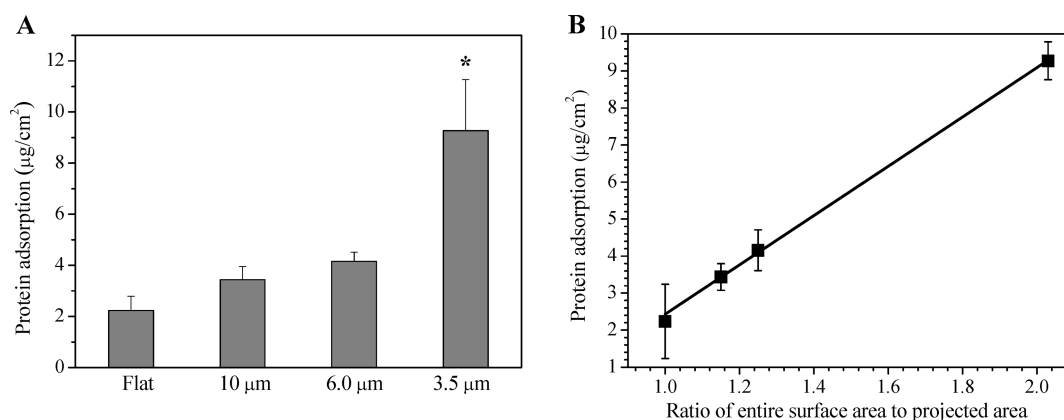 A
Protein adsorption (μg/cm²)
12
10
8
6
4
2
0
*
Flat 10 μm 6.0 μm 3.5 μm
B
Protein adsorption (μg/cm²)
10
9
8
7
6
5
4
3
2
1
1.0 1.2 1.4 1.6 1.8 2.0
Ratio of entire surface area to projected area